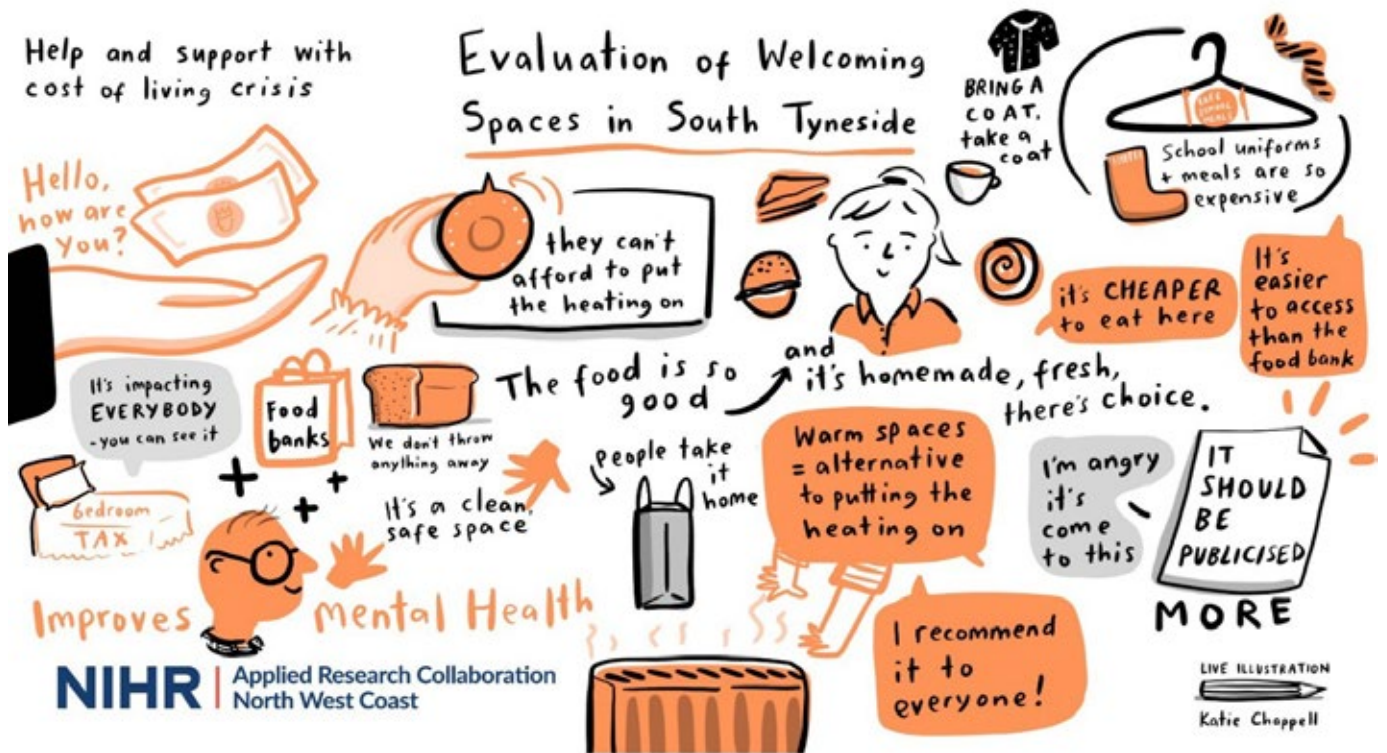 Help and support with
cost of living crisis
Evaluation of Welcoming
Spaces in South Tyneside
BRING A
COAT,
take a
coat
FREE
SCHOOL
MEALS
School uniforms
+ meals are so
expensive
Hello,
how are
you?
they can't
afford to put
the heating on
it's CHEAPER
to eat here
It's
easier
to access
than the
food bank
It's impacting
EVERYBODY
- you can see it
Food
banks
We don't throw
anything away
The food is so
good
and
it's homemade, fresh,
there's choice.
bedroom
TAX
It's a clean,
safe space
people take
it
home
Warm spaces
= alternative
to putting the
heating on
I'm angry
it's
come
to this
IT
SHOULD
BE
PUBLICISED
MORE
Improves
mental Health
I recommend
it to
everyone!
NIHR | Applied Research Collaboration
North West Coast
LIVE ILLUSTRATION
Katie Chappell